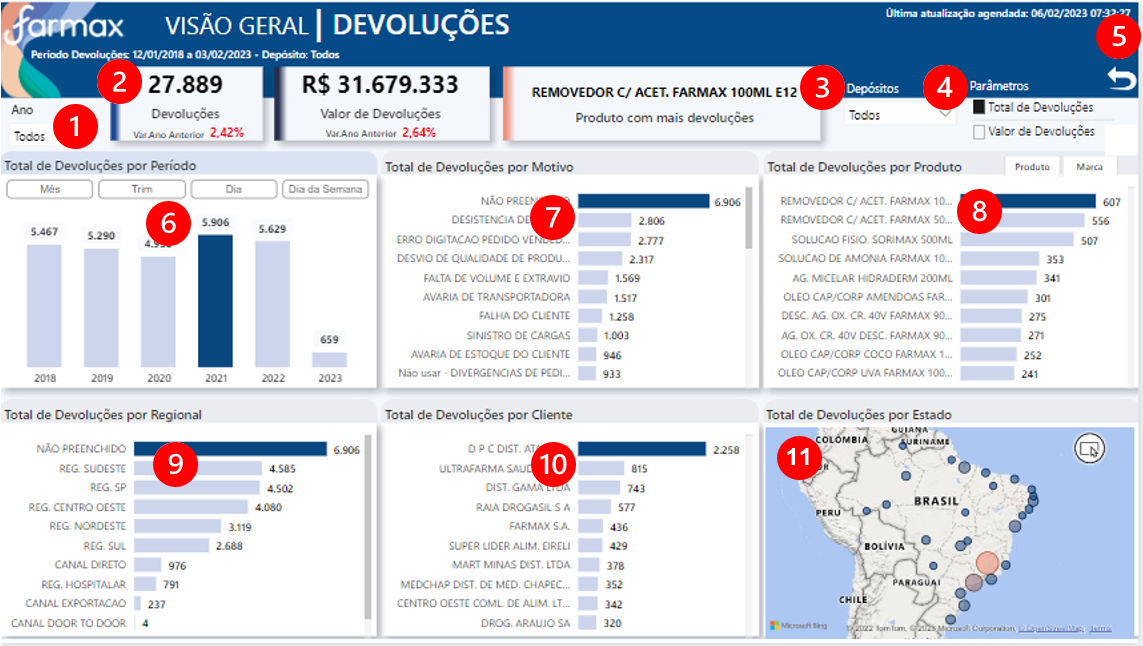 farmax
VISÃO GERAL | DEVOLUÇÕES
Última atualização agendada: 06/02/2023 07:32:27
Período Devoluções: 12/01/2018 a 03/02/2023 - Depósito: Todos
5
Ano
Todos
1
2
27.889
Devoluções
Var.Ano Anterior 2,42%
R$ 31.679.333
Valor de Devoluções
Var.Ano Anterior 2,64%
REMOVEDOR C/ ACET. FARMAX 100ML E12
Produto com mais devoluções
3
Depósitos
Todos
4
Parâmetros
Total de Devoluções
Valor de Devoluções
Total de Devoluções por Período
Mês Trim Dia Dia da Semana
6
5.467
5.290
5.906
5.629
659
2018 2019 2020 2021 2022 2023
Total de Devoluções por Motivo
7
NÃO 6.906
DESISTENCIA 2.806
ERRO DIGITACAO PEDIDO 2.777
DESVIO DE QUALIDADE DE PRODU... 2.317
FALTA DE VOLUME E EXTRAVIO 1.569
AVARIA DE TRANSPORTADORA 1.517
FALHA DO CLIENTE 1.258
SINISTRO DE CARGAS 1.003
AVARIA DE ESTOQUE DO CLIENTE 946
Não usar - DIVERGENCIAS DE PEDI... 933
Total de Devoluções por Produto
Produto Marca
8
REMOVEDOR C/ ACET. FARMAX 10... 607
REMOVEDOR C/ ACET. FARMAX 50... 556
SOLUCAO FISIO. SORIMAX 500ML 507
SOLUCAO DE AMONIA FARMAX 10... 353
AG. MICELAR HIDRADERM 200ML 341
OLEO CAP/CORP AMENDOAS FAR... 301
DESC. AG. OX. CR. 40V FARMAX 90... 275
AG. OX. CR. 40V DESC. FARMAX 90... 271
OLEO CAP/CORP COCO FARMAX 1... 252
OLEO CAP/CORP UVA FARMAX 100... 241
Total de Devoluções por Regional
9
NÃO PREENCHIDO 6.906
REG. SUDESTE 4.585
REG. SP 4.502
REG. CENTRO OESTE 4.080
REG. NORDESTE 3.119
REG. SUL 2.688
CANAL DIRETO 976
REG. HOSPITALAR 791
CANAL EXPORTACAO 237
CANAL DOOR TO DOOR 4
Total de Devoluções por Cliente
10
D P C DIST. 2.258
ULTRAFARMA 815
DIST. GAMA LTDA 743
RAIA DROGASIL S A 577
FARMAX S.A. 436
SUPER LIDER ALIM. EIRELI 429
MART MINAS DIST. LTDA 378
MEDCHAP DIST. DE MED. CHAPEC... 352
CENTRO OESTE COML. DE ALIM. LT... 342
DROG. ARAUJO SA 320
Total de Devoluções por Estado
11
COLÔMBIA
GUIANA
SURINAME
PERU
BRASIL
BOLÍVIA
PARAGUAI
CHILE
Microsoft Bing
© 2022 TomTom, © 2023 Microsoft Corporation, © OpenStreetMap Terms